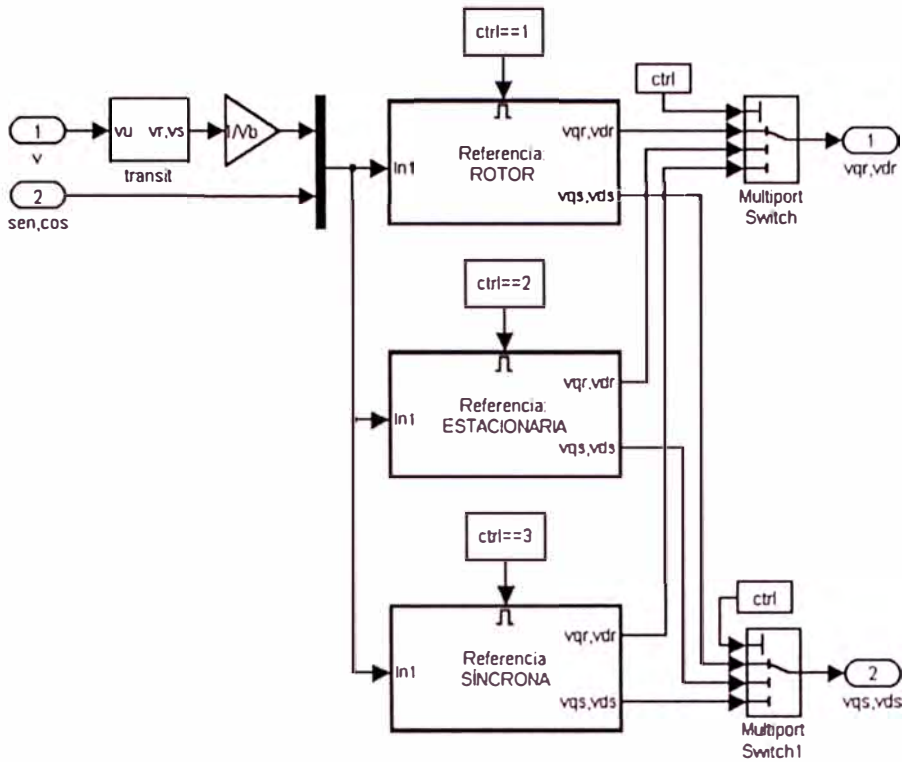 ctrl==1
ctrl
1
v
vu
vr,vs
transit
1/Vb
2
sen,cos
In1
Referencia:
ROTOR
vqr,vdr
vqs,vds
Multiport
Switch
1
vqr,vdr
ctrl==2
In1
Referencia:
ESTACIONARIA
vqr,vdr
vqs,vds
ctrl==3
In1
Referencia
SÍNCRONA
vqr,vdr
vqs,vds
ctrl
Multiport
Switch1
2
vqs,vds